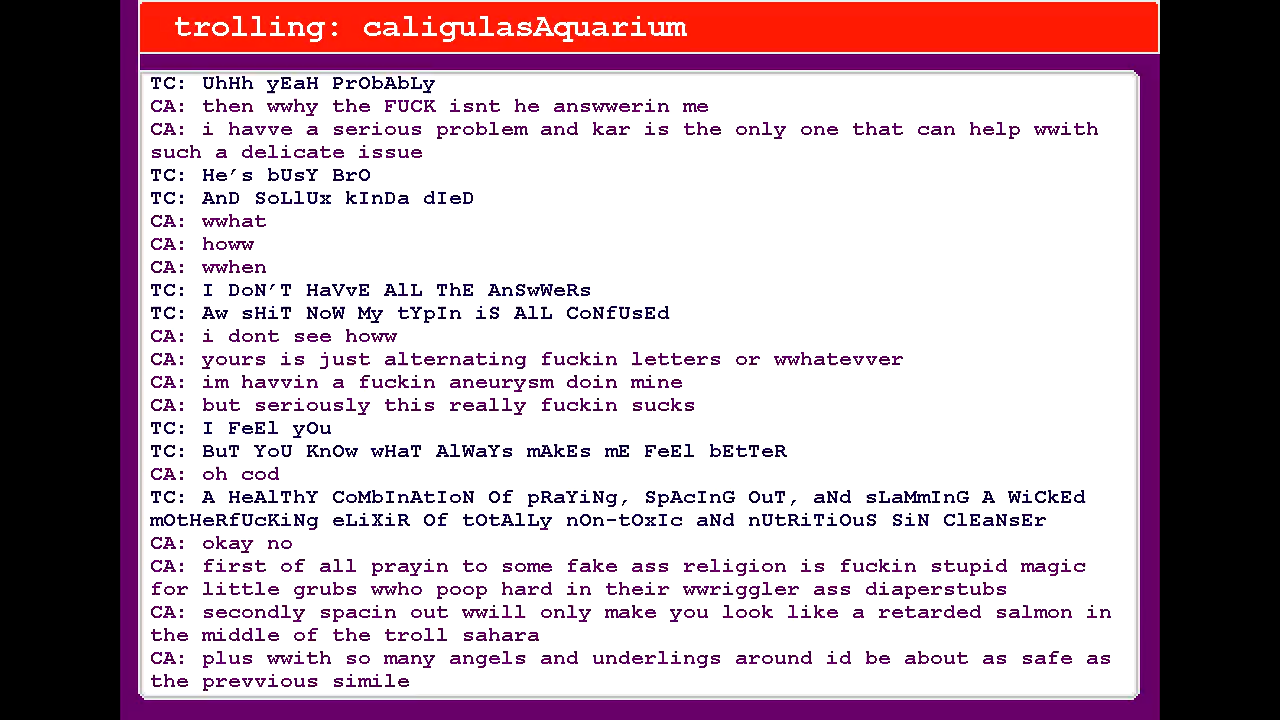 trolling: caligulasAquarium
TC: UhHh yEaH PrObAbLy
CA: then wwhy the FUCK isnt he answwerin me
CA: i havve a serious problem and kar is the only one that can help wwith
such a delicate issue
TC: He’s bUsY BrO
TC: AnD SoLlUx kInDa dIeD
CA: wwhat
CA: howw
CA: wwhen
TC: I DoN’T HaVvE AlL ThE AnSwWeRs
TC: Aw sHiT NoW My tYpIn iS AlL CoNfUsEd
CA: i dont see howw
CA: yours is just alternating fuckin letters or wwhatevver
CA: im havvin a fuckin aneurysm doin mine
CA: but seriously this really fuckin sucks
TC: I FeEl yOu
TC: BuT YoU KnOw wHaT AlWaYs mAkEs mE FeEl bEtTeR
CA: oh cod
TC: A HeAlThY CoMbInAtIoN Of pRaYiNg, SpAcInG OuT, aNd sLaMmInG A WiCkEd
mOtHeRfUcKiNg eLiXiR Of tOtAlLy nOn-tOxIc aNd nUtRiTiOuS SiN ClEaNsEr
CA: okay no
CA: first of all prayin to some fake ass religion is fuckin stupid magic
for little grubs wwho poop hard in their wwriggler ass diaperstubs
CA: secondly spacin out wwill only make you look like a retarded salmon in
the middle of the troll sahara
CA: plus wwith so many angels and underlings around id be about as safe as
the prevvious simile